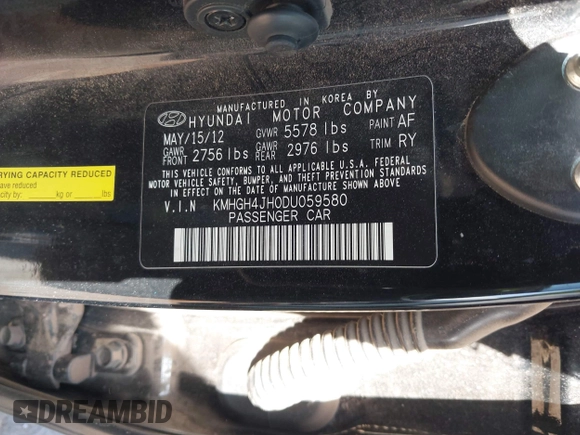 MANUFACTURED IN KOREA BY
HYUNDAI MOTOR COMPANY
MAY/15/12 GVWR 5578 lbs PAINT AF
GAWR FRONT 2756 lbs GAWR REAR 2976 lbs TRIM RY
THIS VEHICLE CONFORMS TO ALL APPLICABLE U.S.A. FEDERAL
MOTOR VEHICLE SAFETY, BUMPER, AND THEFT PREVENTION STANDARDS
IN EFFECT ON THE DATE OF MANUFACTURE SHOWN ABOVE
V.I.N KMHGH4JH0DU059580
PASSENGER CAR
RYING CAPACITY REDUCED
city by: kg or lbs
DREAMBID